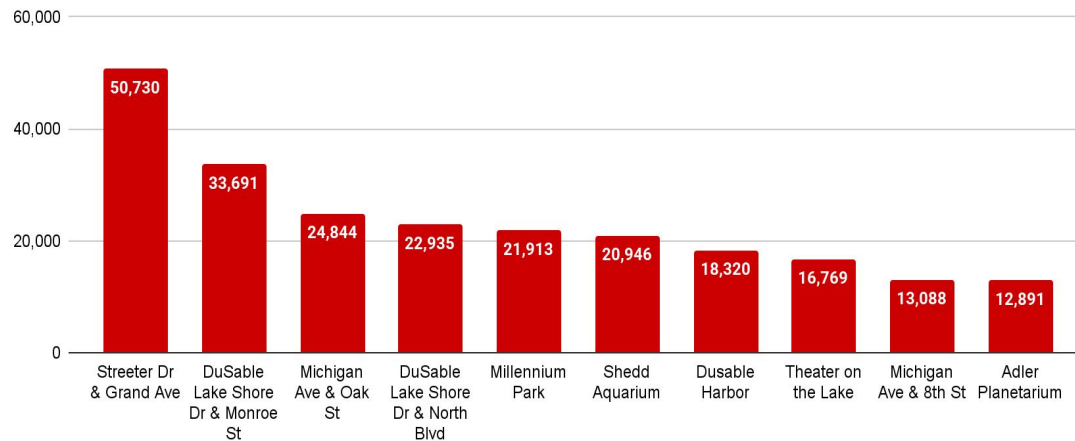 60,000
40,000
20,000
0
50,730
33,691
24,844
22,935
21,913
20,946
18,320
16,769
13,088
12,891
Streeter Dr
& Grand Ave
DuSable
Lake Shore
Dr & Monroe
St
Michigan
Ave & Oak
St
DuSable
Lake Shore
Dr & North
Blvd
Millennium
Park
Shedd
Aquarium
Dusable
Harbor
Theater on
the Lake
Michigan
Ave & 8th St
Adler
Planetarium